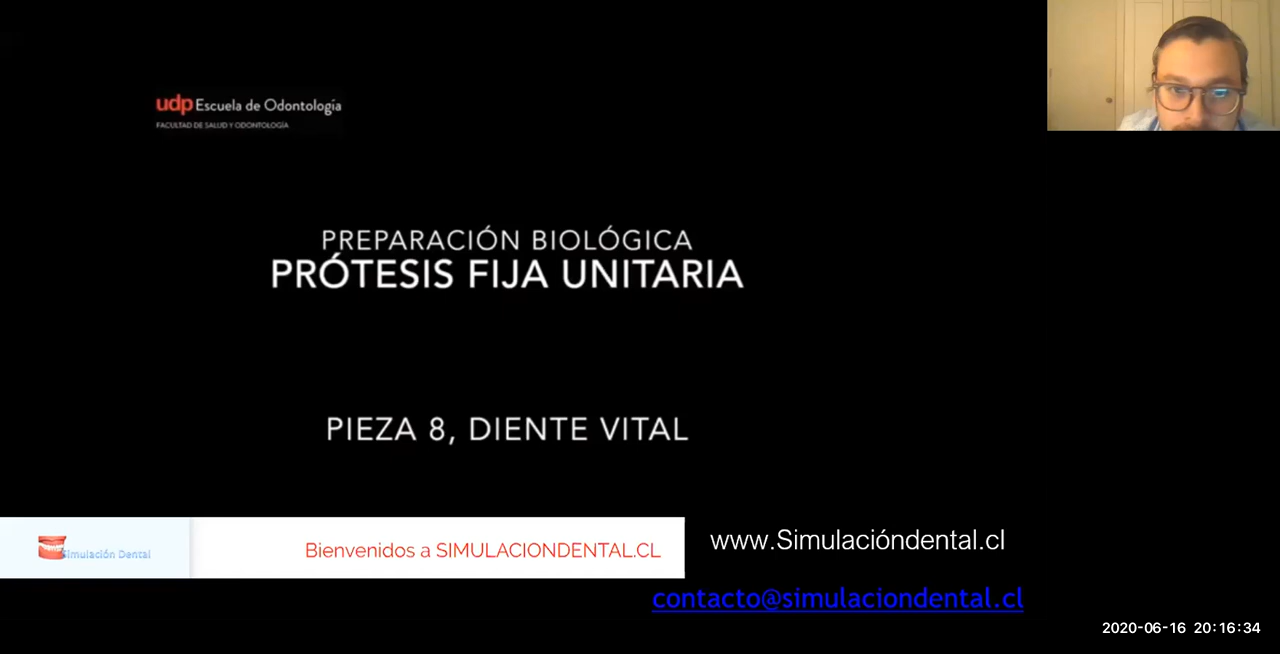 udp Escuela de Odontología
FACULTAD DE SALUD Y ODONTOLOGÍA
PREPARACIÓN BIOLÓGICA
PRÓTESIS FIJA UNITARIA
PIEZA 8, DIENTE VITAL
Simulación Dental
Bienvenidos a SIMULACIONDENTAL.CL
www.Simulacióndental.cl
contacto@simulaciondental.cl
2020-06-16 20:16:34